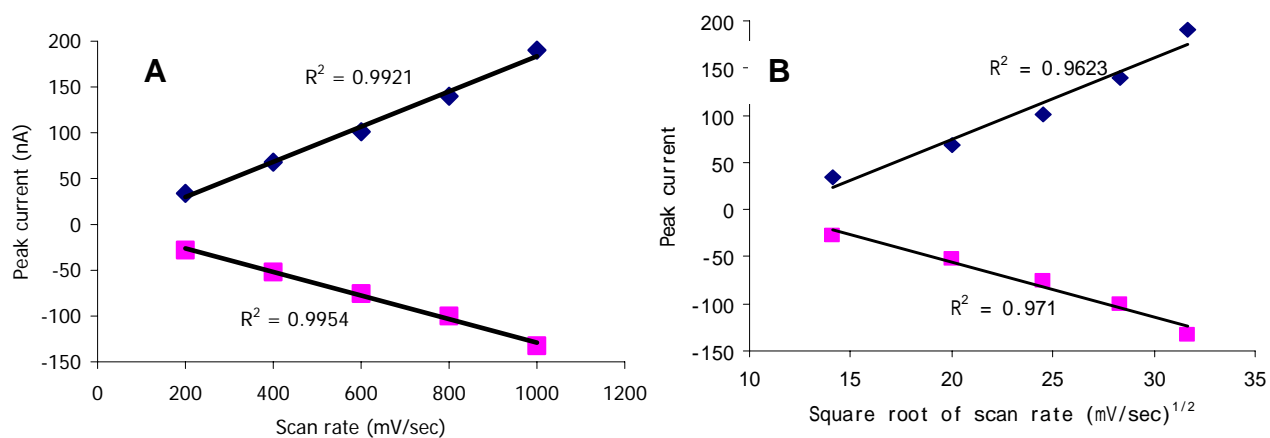 A
R² = 0.9921
R² = 0.9954
Peak current (nA)
200
150
100
50
0
-50
-100
-150
0 200 400 600 800 1000 1200
Scan rate (mV/sec)
B
R² = 0.9623
R² = 0.971
Peak current
200
150
100
50
0
-50
-100
-150
10 15 20 25 30 35
Square root of scan rate (mV/sec)^1/2